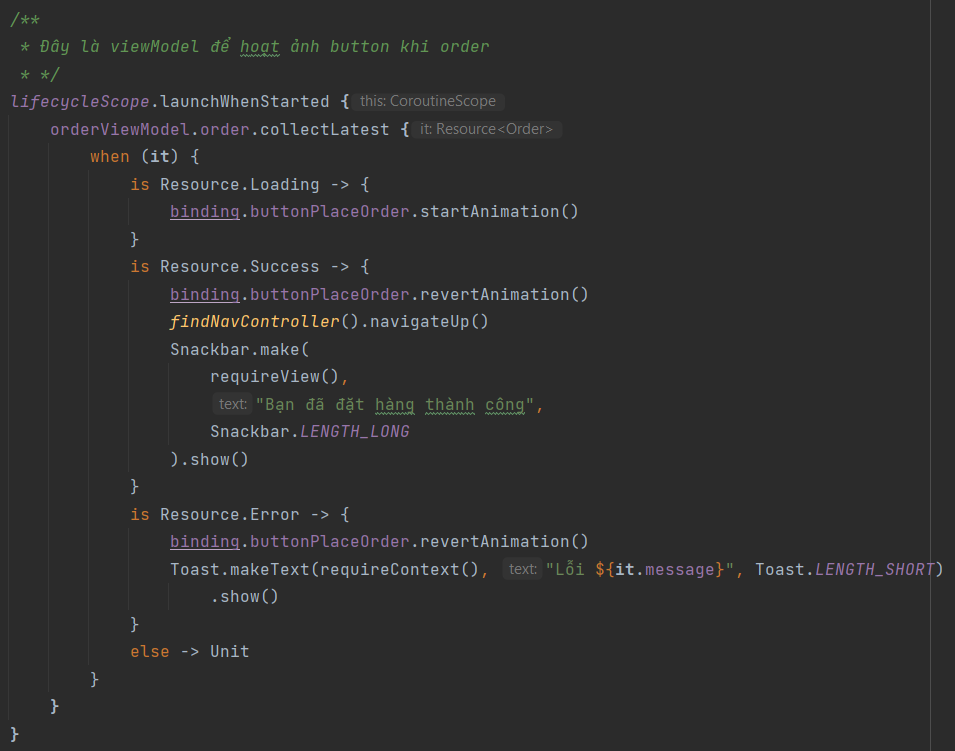 /**
 * Đây là viewModel để hoạt ảnh button khi order
 * */
lifecycleScope.launchWhenStarted { this: CoroutineScope
    orderViewModel.order.collectLatest { it: Resource<Order>
        when (it) {
            is Resource.Loading -> {
                binding.buttonPlaceOrder.startAnimation()
            }
            is Resource.Success -> {
                binding.buttonPlaceOrder.revertAnimation()
                findNavController().navigateUp()
                Snackbar.make(
                    requireView(),
                    text: "Bạn đã đặt hàng thành công",
                    Snackbar.LENGTH_LONG
                ).show()
            }
            is Resource.Error -> {
                binding.buttonPlaceOrder.revertAnimation()
                Toast.makeText(requireContext(), text: "Lỗi ${it.message}", Toast.LENGTH_SHORT)
                    .show()
            }
            else -> Unit
        }
    }
}